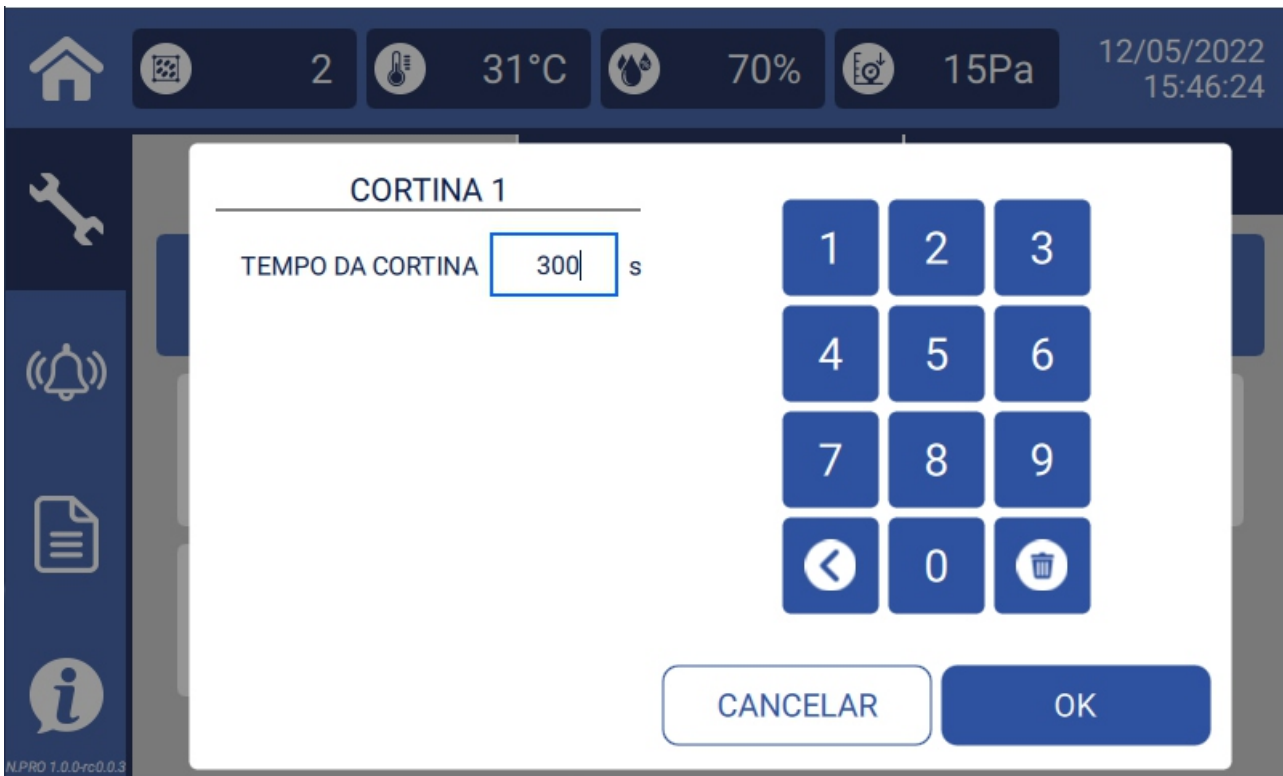 2
31°C
70%
15Pa
12/05/2022
15:46:24
CORTINA 1
TEMPO DA CORTINA 300 s
1 2 3
4 5 6
7 8 9
0
CANCELAR OK
N.PRO 1.0.0-rc0.0.3